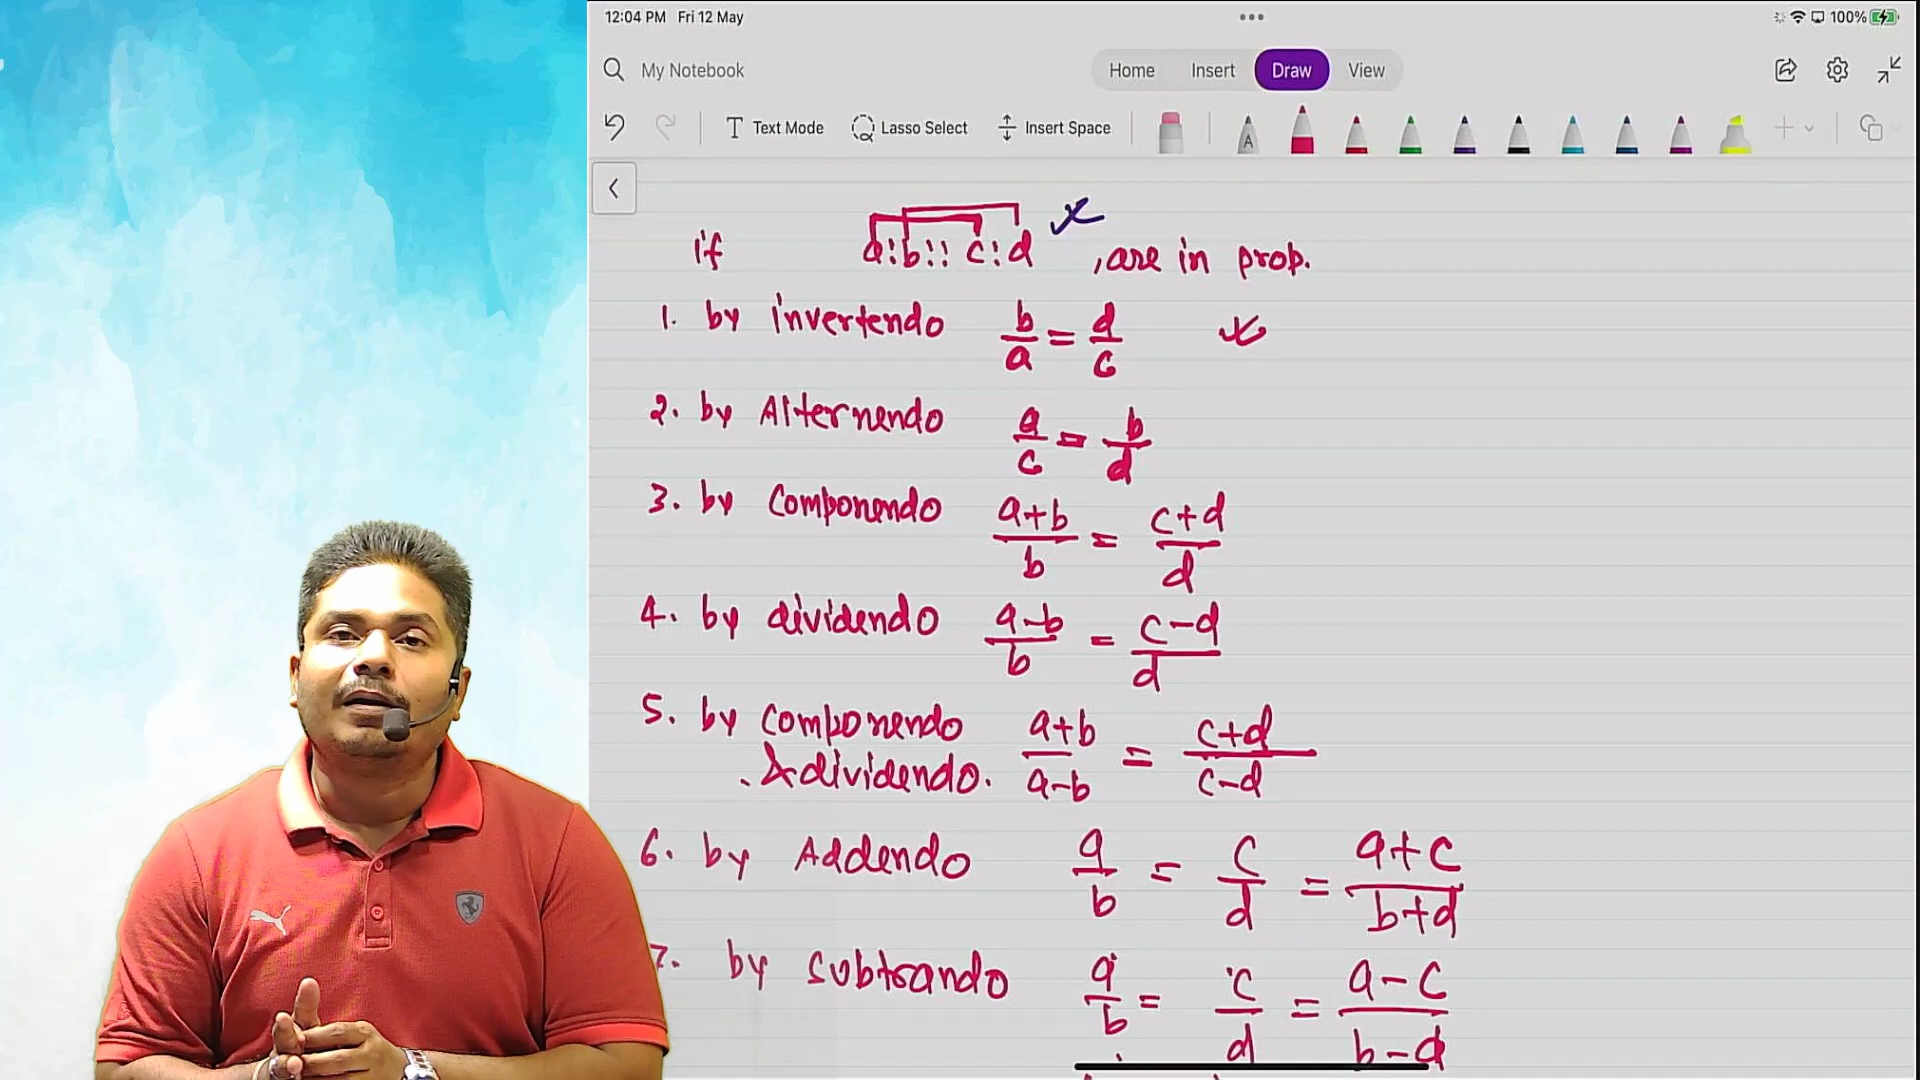 12:04 PM Fri 12 May
100%
My Notebook
Home Insert Draw View
Text Mode Lasso Select Insert Space
A
if a:b::c:d ,are in prop.
1. by invertendo b/a = d/c
2. by Alternendo a/c = b/d
3. by Componendo a+b/b = c+d/d
4. by dividendo a-b/b = c-d/d
5. by componendo a+b/a-b = c+d/c-d
. & dividendo.
6. by Addendo a/b = c/d = a+c/b+d
7. by subtrando a/b = c/d = a-c/b-d